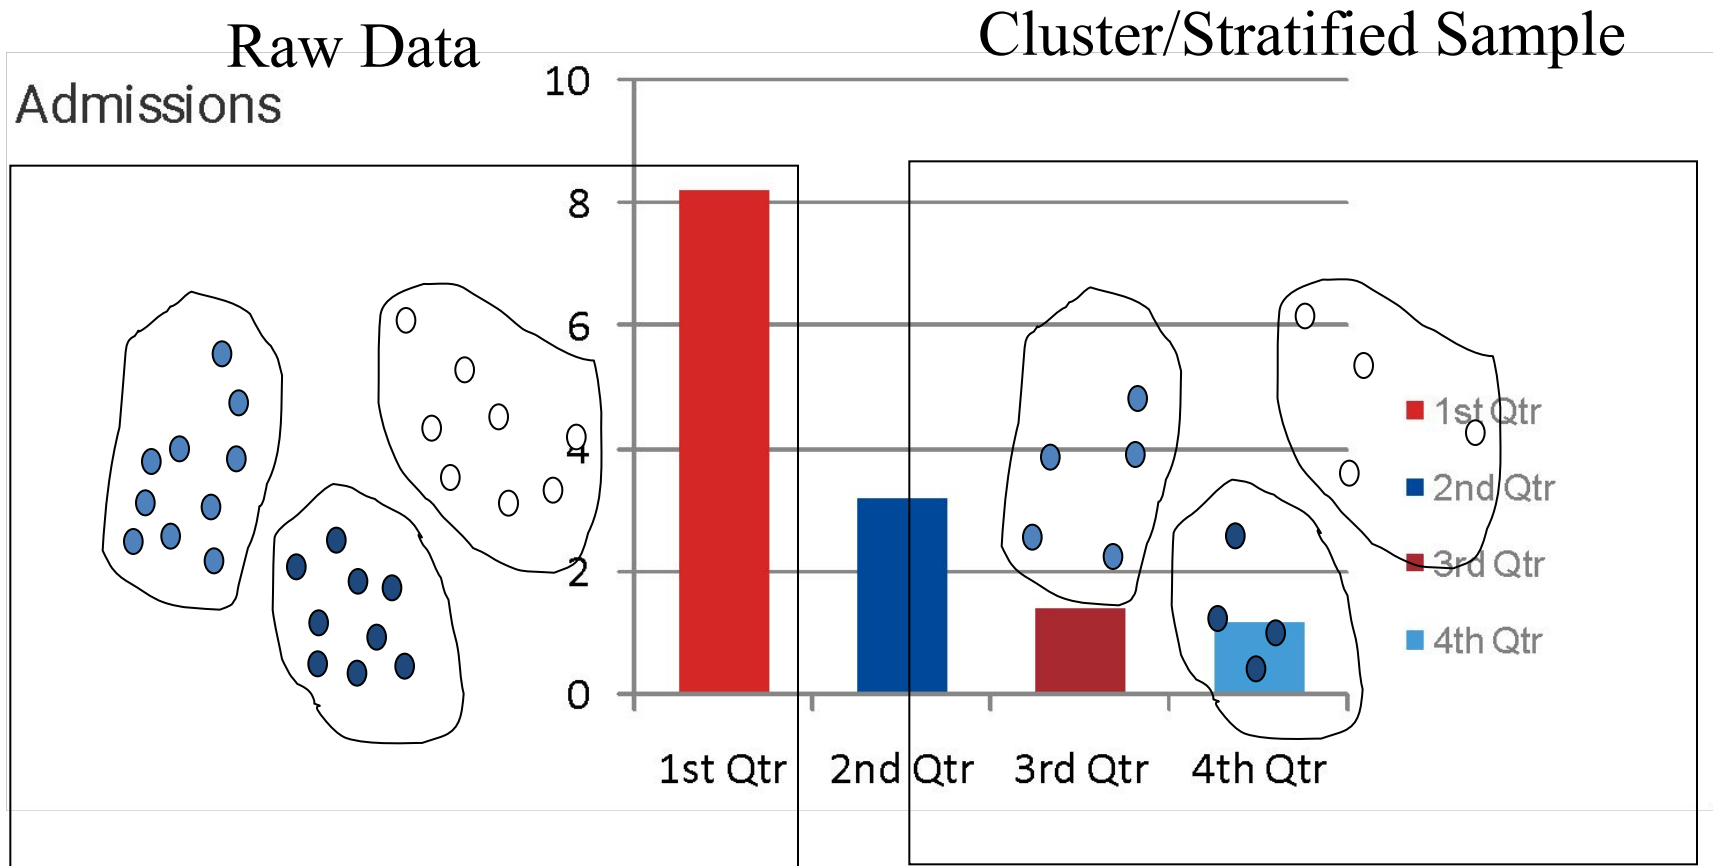 Raw Data
Cluster/Stratified Sample
Admissions
10
8
6
4
2
0
1st Qtr
2nd Qtr
3rd Qtr
4th Qtr
1st Qtr
2nd Qtr
3rd Qtr
4th Qtr